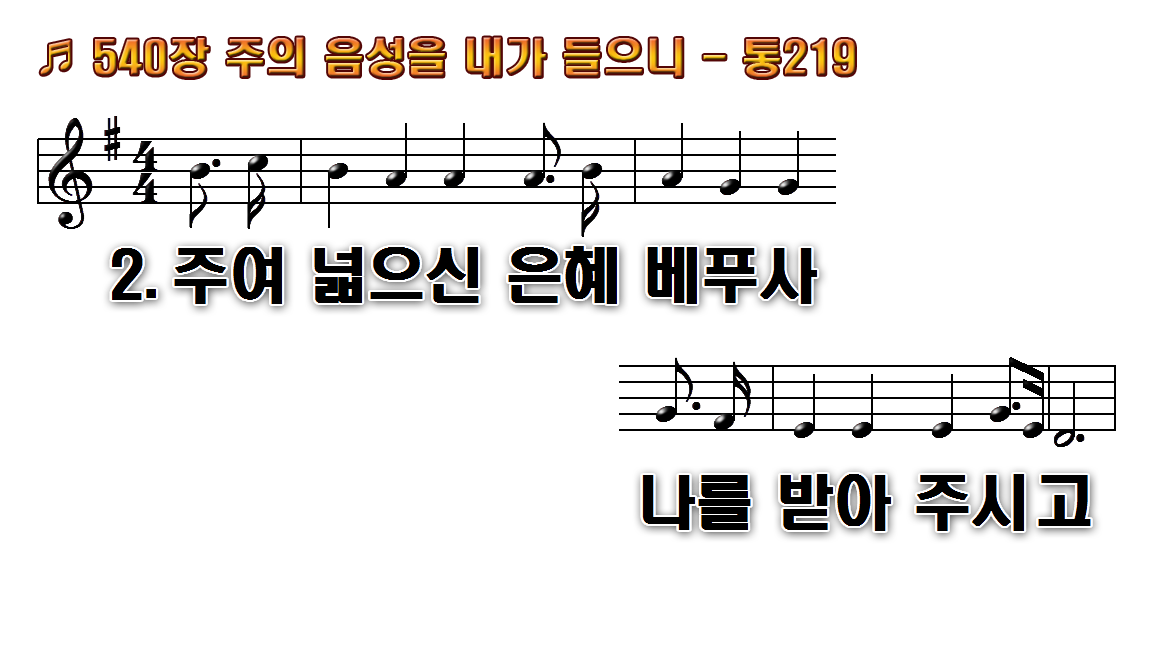 ♬ 540장 주의 음성을 내가 들으니 - 통219
2. 주여 넓으신 은혜 베푸사
나를 받아 주시고